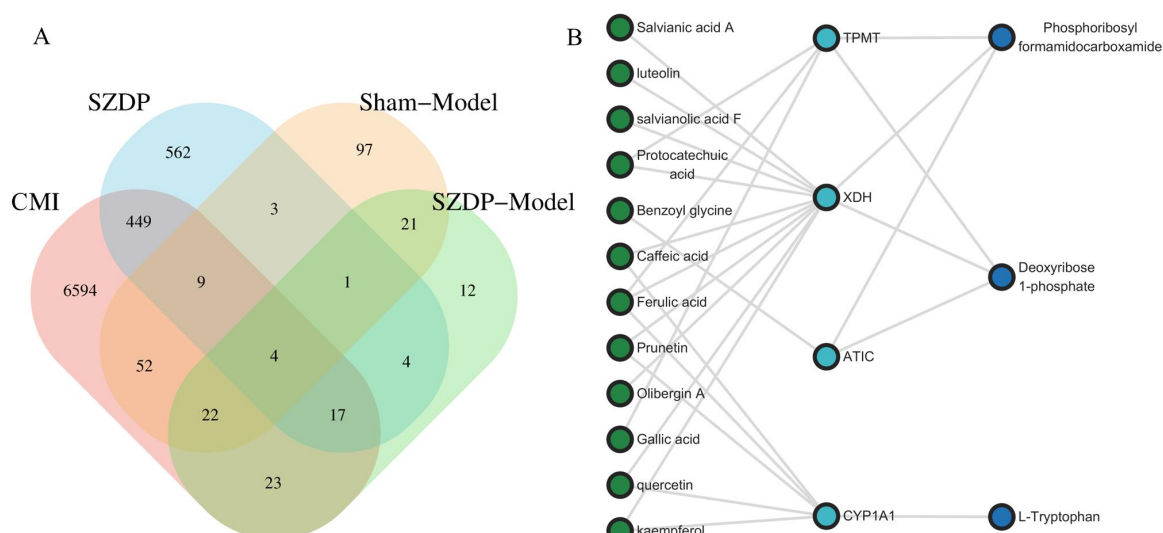 A
SZDP
Sham−Model
CMI
SZDP−Model
562
97
449
3
21
6594
9
1
12
52
4
4
22
17
23
B
Salvianic acid A
luteolin
salvianolic acid F
Protocatechuic
acid
Benzoyl glycine
Caffeic acid
Ferulic acid
Prunetin
Olibergin A
Gallic acid
quercetin
kaempferol
TPMT
XDH
ATIC
CYP1A1
Phosphoribosyl
formamidocarboxamide
Deoxyribose
1-phosphate
L-Tryptophan